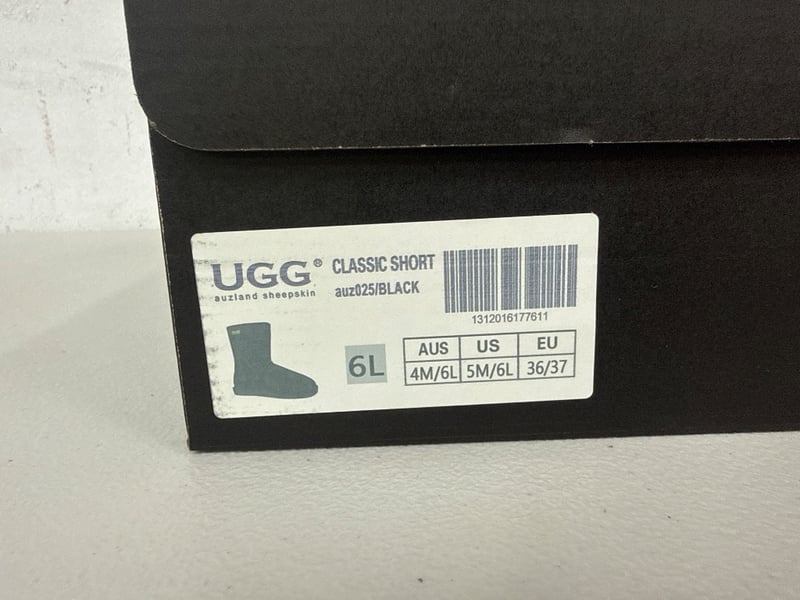 UGG®
auzland sheepskin
CLASSIC SHORT
auz025/BLACK
1312016177611
6L
AUS US EU
4M/6L 5M/6L 36/37